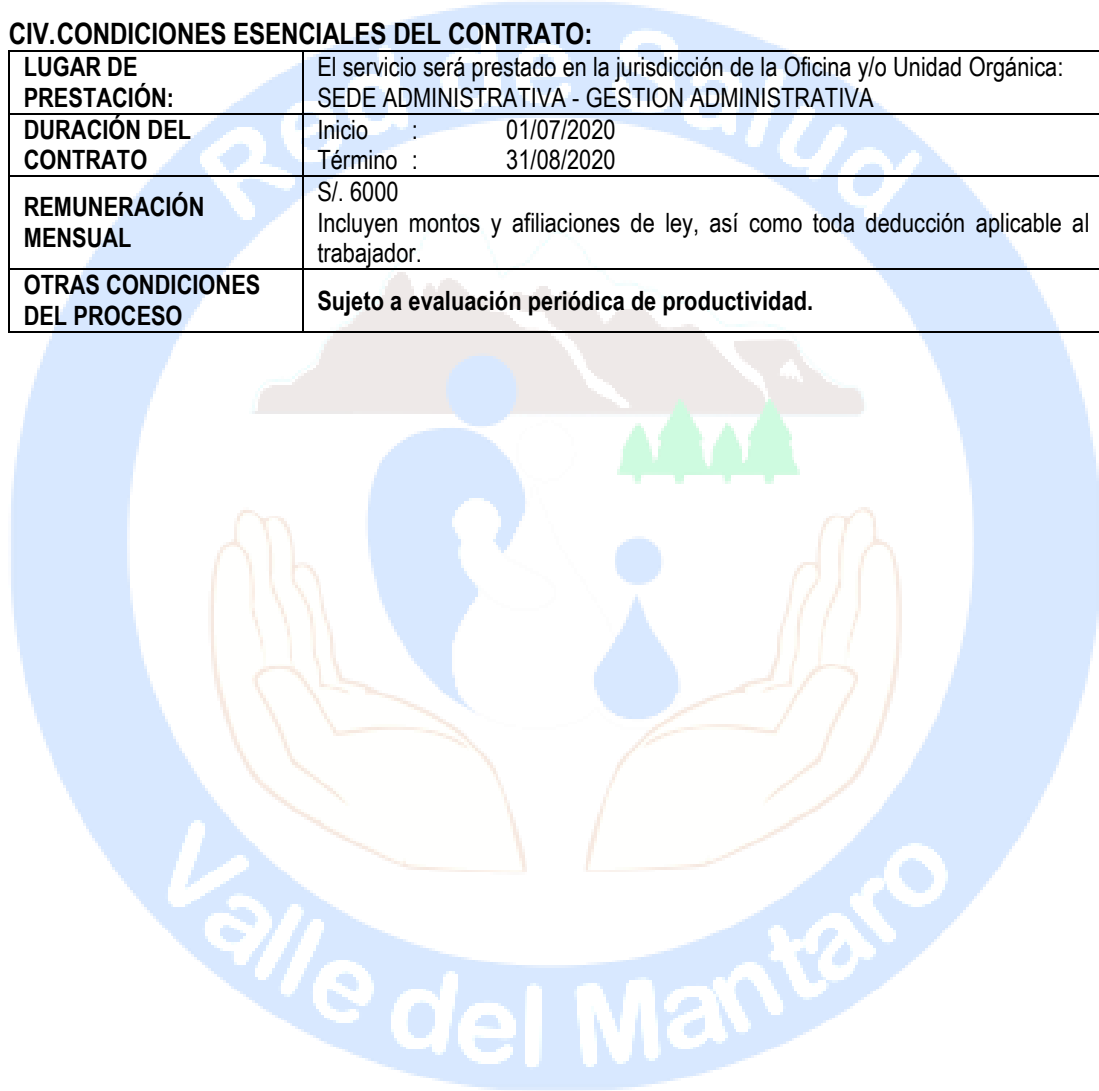 CIV.CONDICIONES ESENCIALES DEL CONTRATO:
LUGAR DE PRESTACIÓN:
El servicio será prestado en la jurisdicción de la Oficina y/o Unidad Orgánica:
SEDE ADMINISTRATIVA - GESTION ADMINISTRATIVA
DURACIÓN DEL CONTRATO
Inicio : 01/07/2020
Término : 31/08/2020
REMUNERACIÓN MENSUAL
S/. 6000
Incluyen montos y afiliaciones de ley, así como toda deducción aplicable al
trabajador.
OTRAS CONDICIONES DEL PROCESO
Sujeto a evaluación periódica de productividad.
Red de Salud
Valle del Mantaro